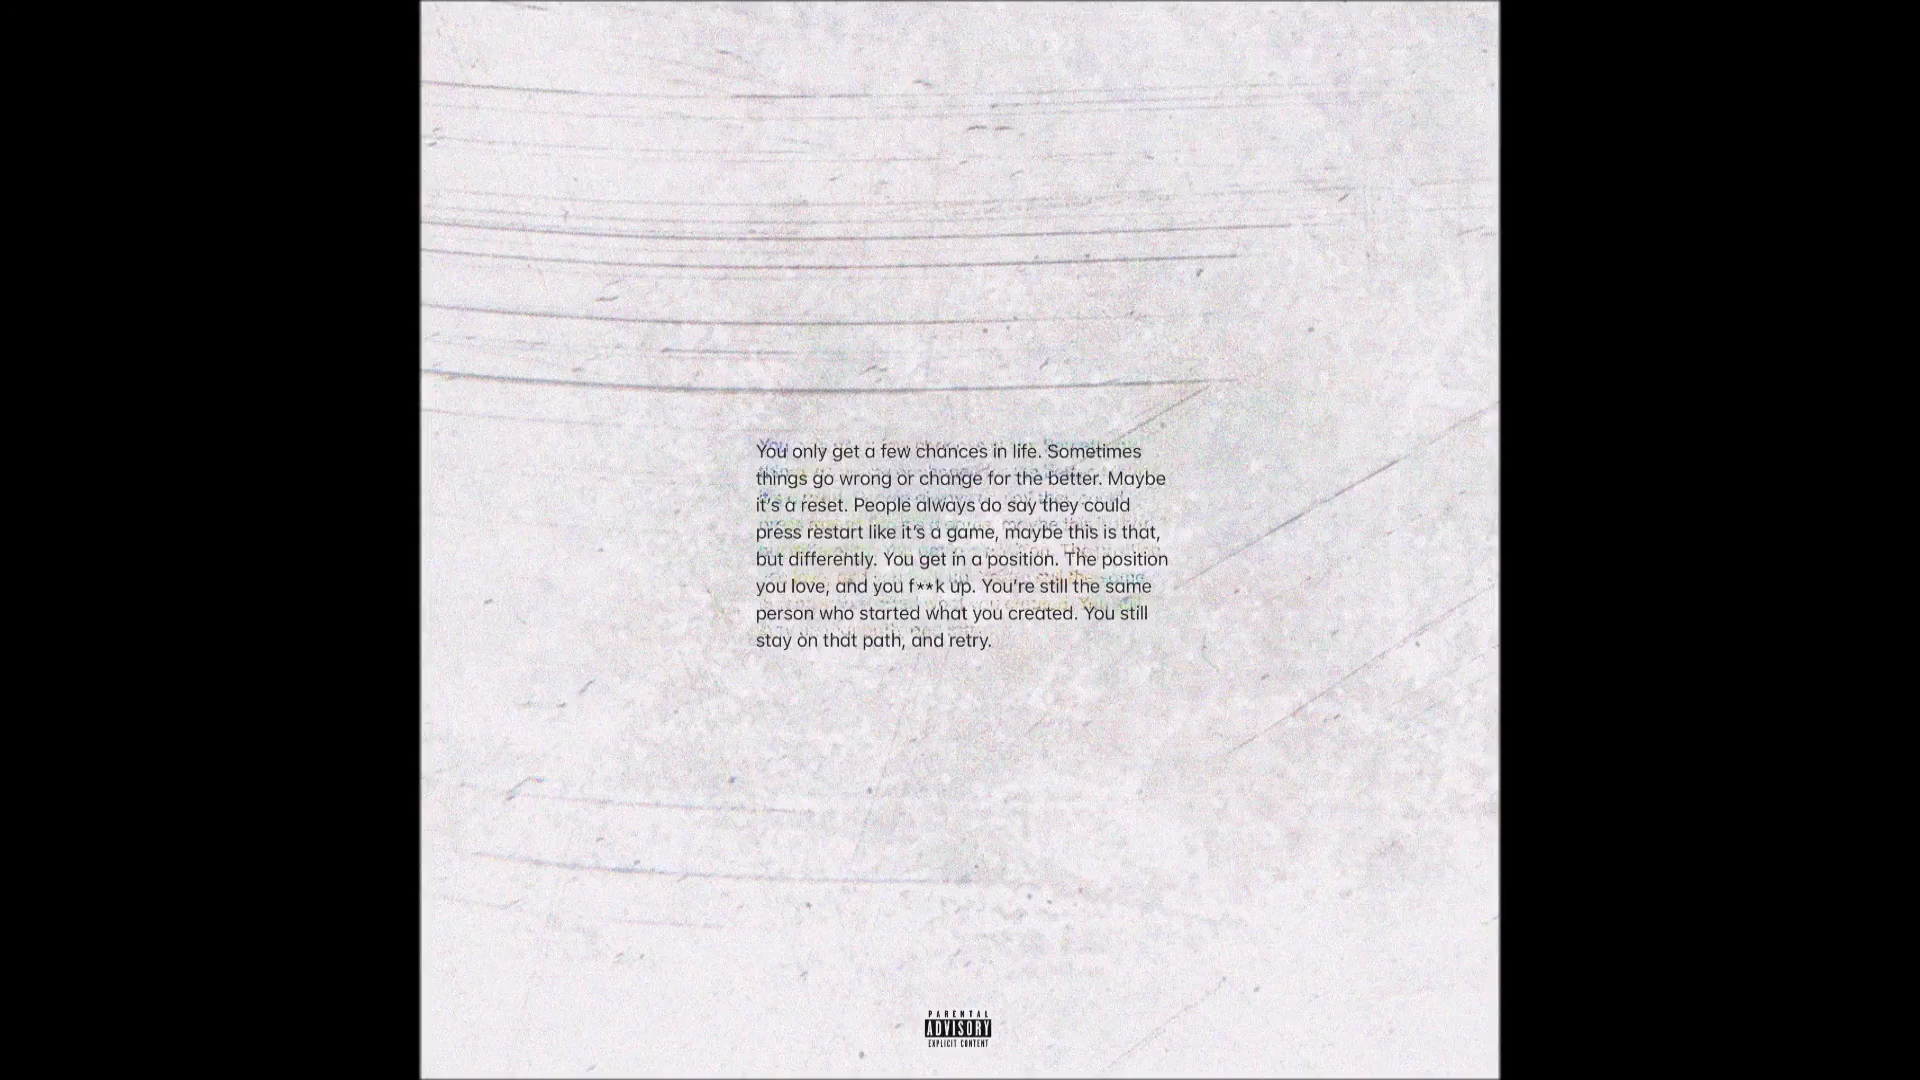 You only get a few chances in life. Sometimes
things go wrong or change for the better. Maybe
it's a reset. People always do say they could
press restart like it's a game, maybe this is that,
but differently. You get in a position. The position
you love, and you f**k up. You're still the same
person who started what you created. You still
stay on that path, and retry.
PARENTAL
ADVISORY
EXPLICIT CONTENT